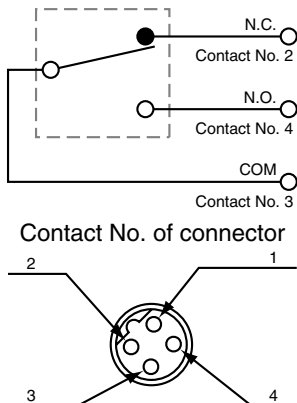 N.C.
Contact No. 2
N.O.
Contact No. 4
COM
Contact No. 3
Contact No. of connector
2
1
3
4